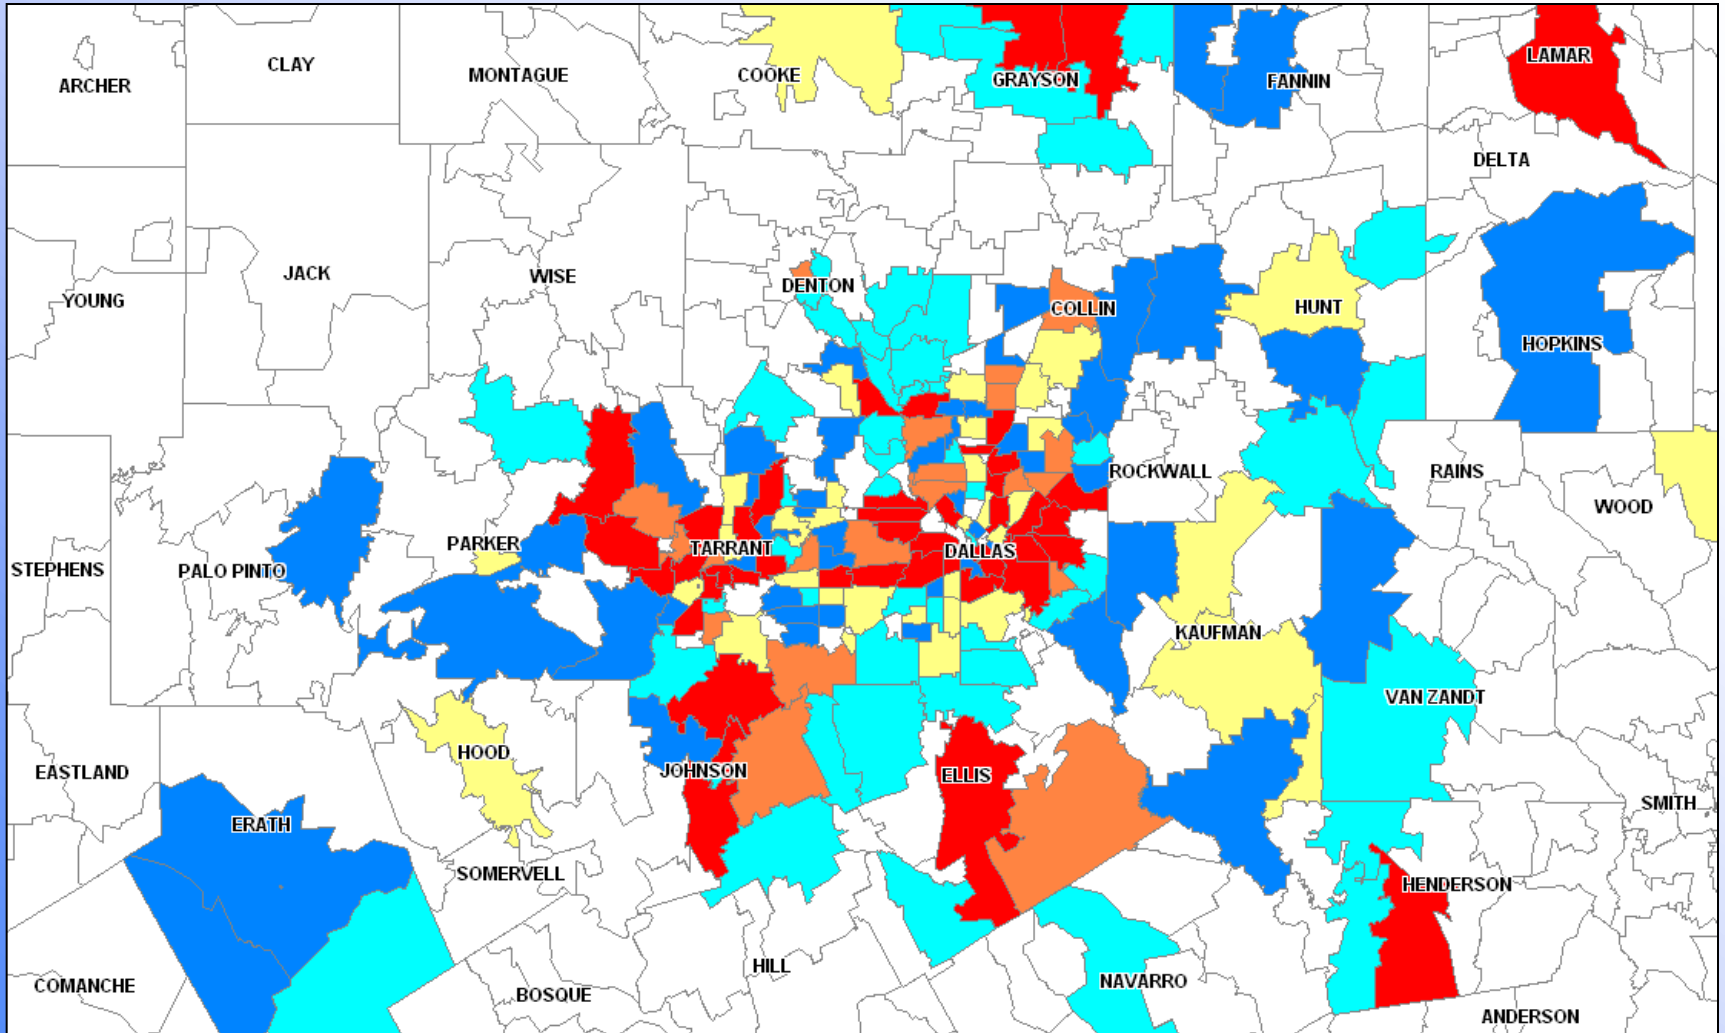 LAMAR
CLAY
ARCHER
MONTAGUE
COOKE
GRAYSON
FANNIN
DELTA
JACK
WISE
DENTON
YOUNG
COLLIN
HUNT
HOPKINS
ROCKWALL
RAINS
WOOD
PARKER
TARRANT
DALLAS
STEPHENS
PALO PINTO
KAUFMAN
VAN ZANDT
HOOD
EASTLAND
JOHNSON
ELLIS
SMITH
ERATH
SOMERVELL
HENDERSON
HILL
COMANCHE
BOSQUE
NAVARRO
ANDERSON